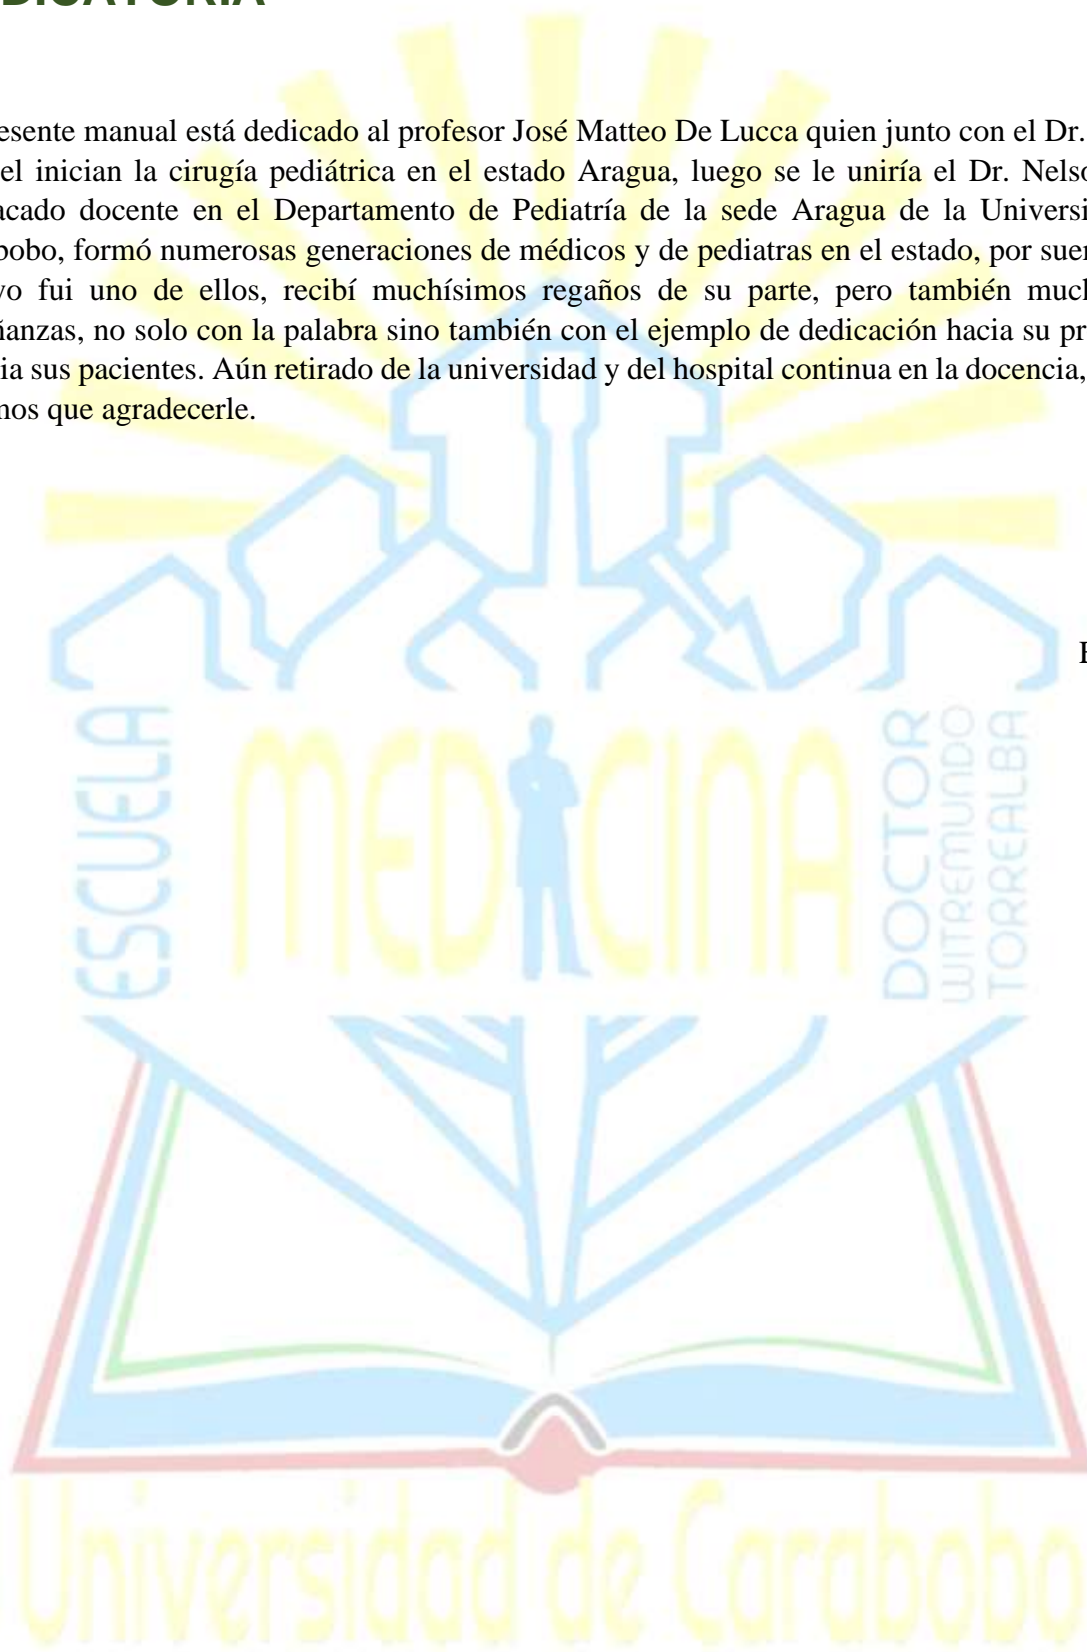 DICATORIA
esente manual está dedicado al profesor José Matteo De Lucca quien junto con el Dr.
el inician la cirugía pediátrica en el estado Aragua, luego se le uniría el Dr. Nelso
acado docente en el Departamento de Pediatría de la sede Aragua de la Universi
bobo, formó numerosas generaciones de médicos y de pediatras en el estado, por suer
yo fui uno de ellos, recibí muchísimos regaños de su parte, pero también much
ñanzas, no solo con la palabra sino también con el ejemplo de dedicación hacia su pr
ia sus pacientes. Aún retirado de la universidad y del hospital continua en la docencia,
nos que agradecerle.
ESCUELA
MEDICINA
DOCTOR
WITREMUNDO
TORREALBA
Universidad de Carabobo